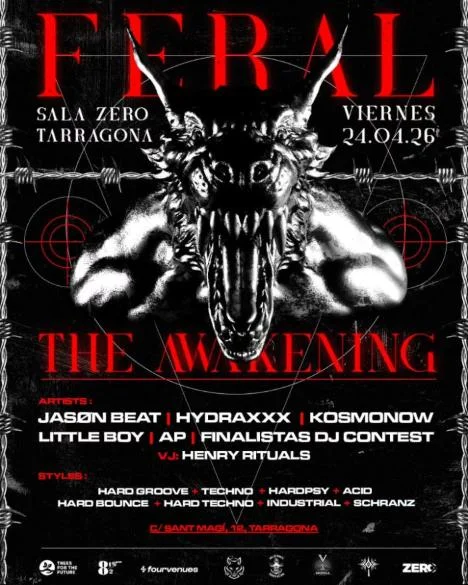 FERAL
SALA ZERO
TARRAGONA
VIERNES
24.04.26
THE AWAKENING
ARTISTS:
JASØN BEAT | HYDRAXXX | KOSMONOW
LITTLE BOY | AP | FINALISTAS DJ CONTEST
VJ: HENRY RITUALS
STYLES:
HARD GROOVE + TECHNO + HARDPSY + ACID
HARD BOUNCE + HARD TECHNO + INDUSTRIAL + SCHRANZ
C/ SANT MAGÍ, 12, TARRAGONA
TREES FOR THE FUTURE
fourvenues
ZERO